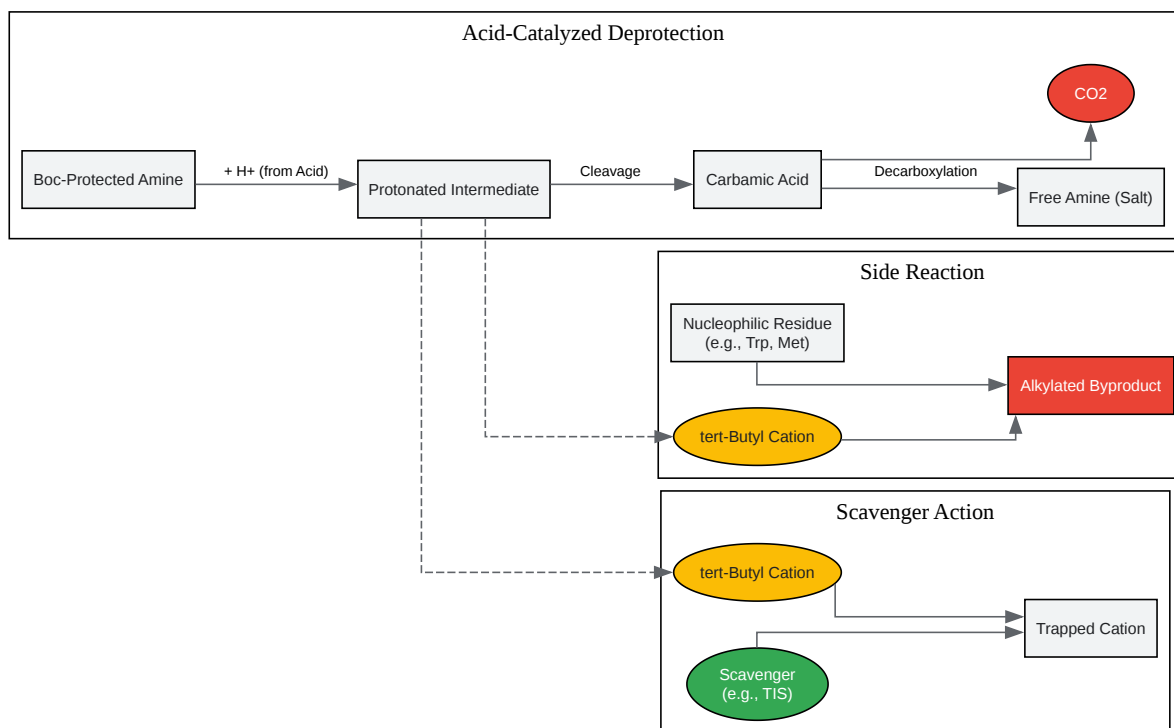 Acid-Catalyzed Deprotection
CO2
Boc-Protected Amine
+ H+ (from Acid)
Protonated Intermediate
Cleavage
Carbamic Acid
Decarboxylation
Free Amine (Salt)
Side Reaction
Nucleophilic Residue
(e.g., Trp, Met)
Alkylated Byproduct
tert-Butyl Cation
Scavenger Action
tert-Butyl Cation
Trapped Cation
Scavenger
(e.g., TIS)